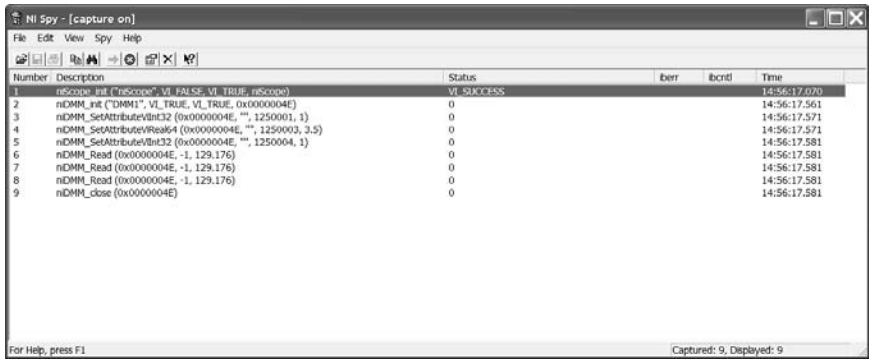 NI Spy - [capture on]
File Edit View Spy Help
Number Description Status iberr ibcntl Time
1 niScope_init ("niScope", VI_FALSE, VI_TRUE, niScope) VI_SUCCESS 14:56:17.070
2 niDMM_init ("DMM1", VI_TRUE, VI_TRUE, 0x0000004E) 0 14:56:17.561
3 niDMM_SetAttributeViInt32 (0x0000004E, "", 1250001, 1) 0 14:56:17.571
4 niDMM_SetAttributeViReal64 (0x0000004E, "", 1250003, 3.5) 0 14:56:17.571
5 niDMM_SetAttributeViInt32 (0x0000004E, "", 1250004, 1) 0 14:56:17.581
6 niDMM_Read (0x0000004E, -1, 129.176) 0 14:56:17.581
7 niDMM_Read (0x0000004E, -1, 129.176) 0 14:56:17.581
8 niDMM_Read (0x0000004E, -1, 129.176) 0 14:56:17.581
9 niDMM_close (0x0000004E) 0 14:56:17.581
For Help, press F1 Captured: 9, Displayed: 9